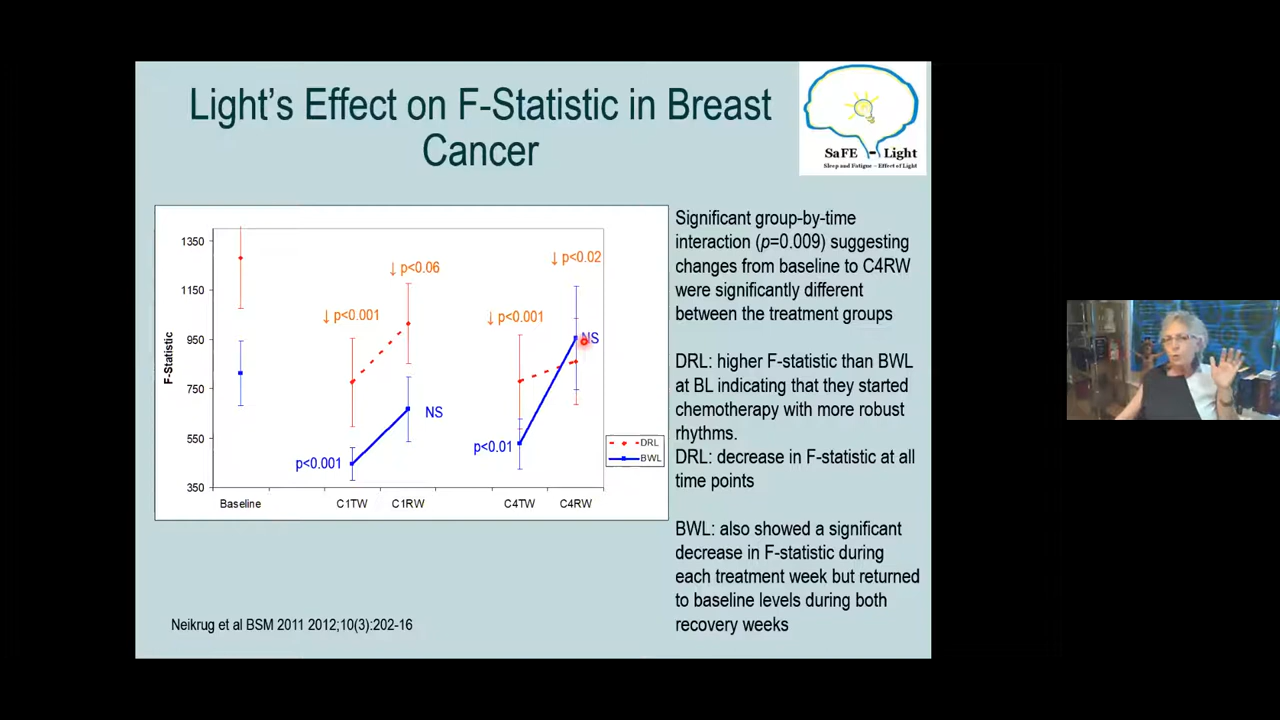 Light's Effect on F-Statistic in Breast
Cancer
SaFE - Light
Sleep and Fatigue - Effect of Light
1350
1150
950
750
550
350
F-Statistic
↓ p<0.001
↓ p<0.06
↓ p<0.001
↓ p<0.02
p<0.001
NS
p<0.01
NS
DRL
BWL
Baseline
C1TW
C1RW
C4TW
C4RW
Significant group-by-time
interaction (p=0.009) suggesting
changes from baseline to C4RW
were significantly different
between the treatment groups
DRL: higher F-statistic than BWL
at BL indicating that they started
chemotherapy with more robust
rhythms.
DRL: decrease in F-statistic at all
time points
BWL: also showed a significant
decrease in F-statistic during
each treatment week but returned
to baseline levels during both
recovery weeks
Neikrug et al BSM 2011 2012;10(3):202-16